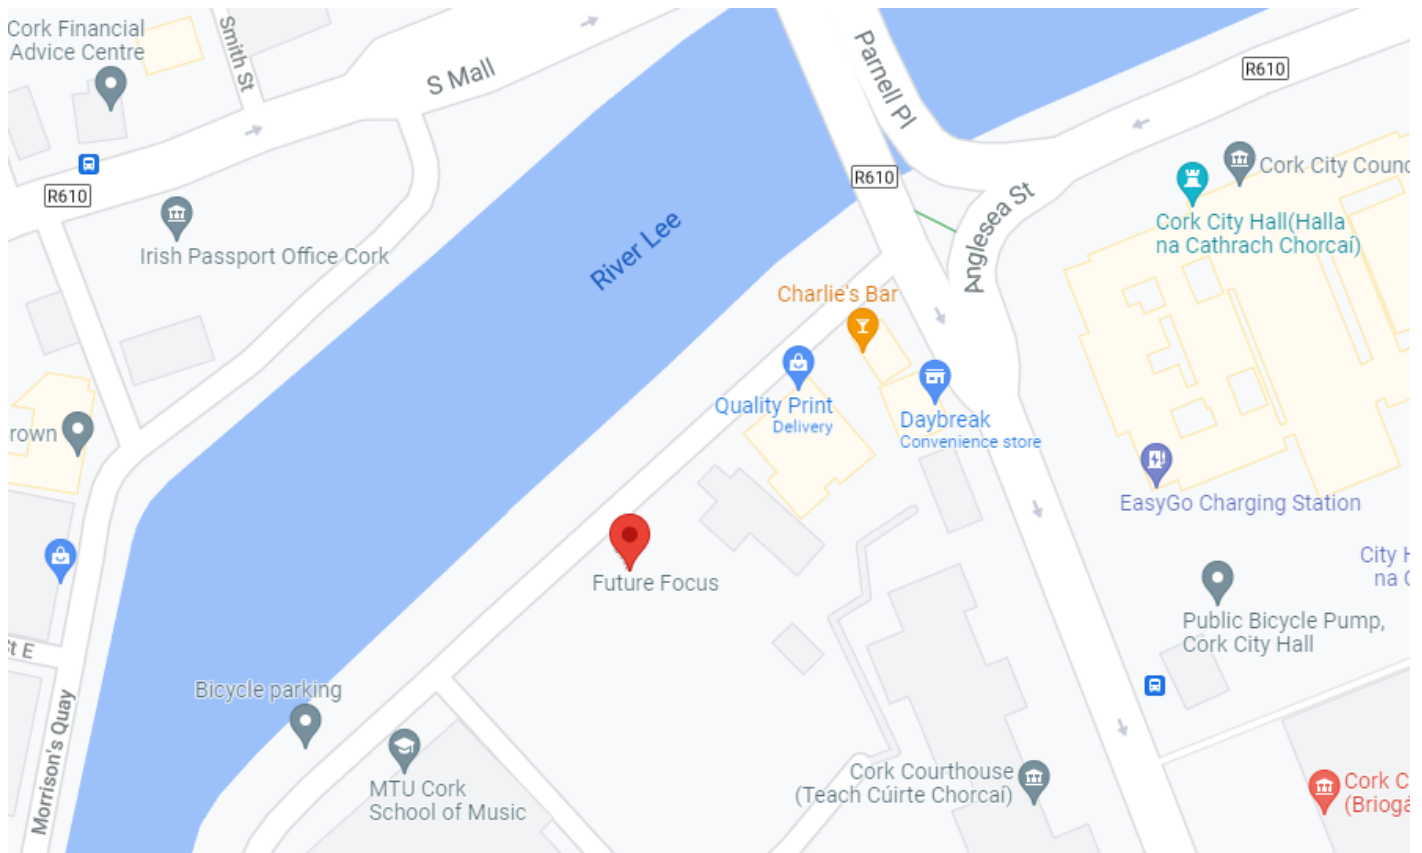 Cork Financial
Advice Centre
Smith St
S Mall
Parnell Pl
R610
R610
R610
Irish Passport Office Cork
River Lee
Anglesea St
Cork City Counc
Cork City Hall(Halla
na Cathrach Chorcaí)
Charlie's Bar
Quality Print
Delivery
Daybreak
Convenience store
rown
EasyGo Charging Station
City H
na C
Future Focus
Public Bicycle Pump,
Cork City Hall
st E
Bicycle parking
Morrison's Quay
MTU Cork
School of Music
Cork Courthouse
(Teach Cúirte Chorcaí)
Cork C
(Briogá